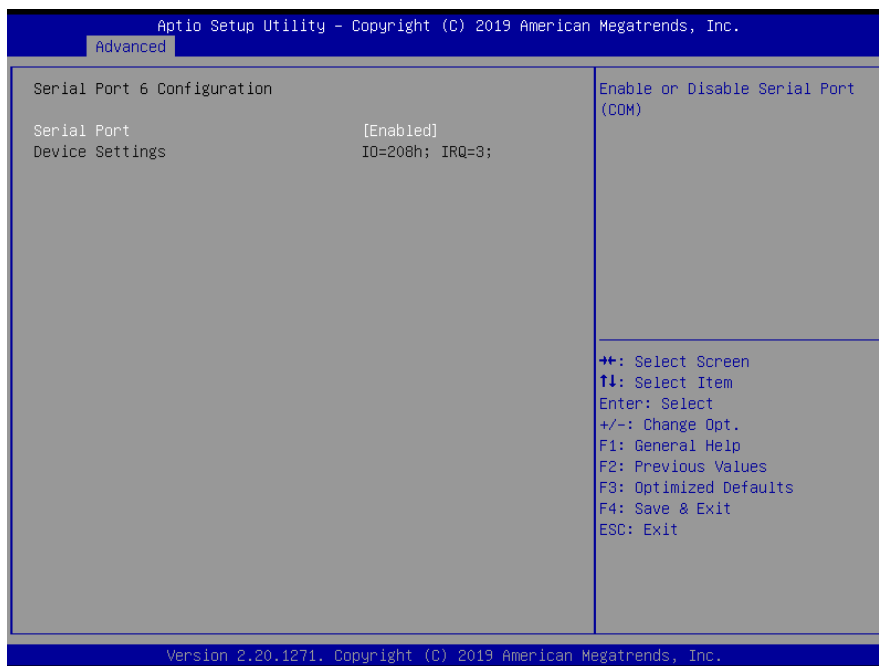 Aptio Setup Utility – Copyright (C) 2019 American Megatrends, Inc.
Advanced
Serial Port 6 Configuration
Serial Port [Enabled]
Device Settings IO=208h; IRQ=3;
Enable or Disable Serial Port
(COM)
→←: Select Screen
↑↓: Select Item
Enter: Select
+/-: Change Opt.
F1: General Help
F2: Previous Values
F3: Optimized Defaults
F4: Save & Exit
ESC: Exit
Version 2.20.1271. Copyright (C) 2019 American Megatrends, Inc.